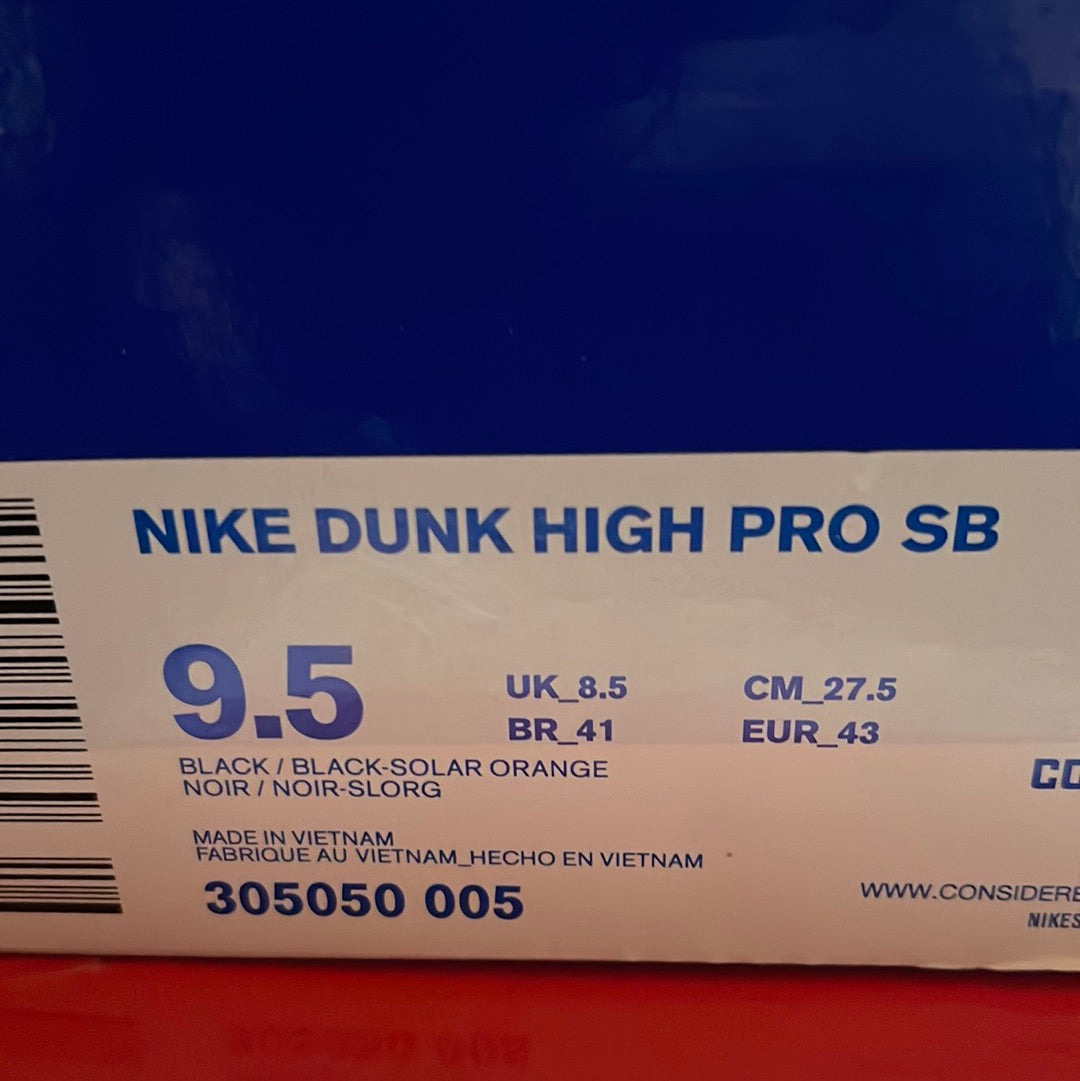 NIKE DUNK HIGH PRO SB
9.5
UK_8.5 CM_27.5
BR_41 EUR_43
BLACK / BLACK-SOLAR ORANGE
NOIR / NOIR-SLORG
MADE IN VIETNAM
FABRIQUE AU VIETNAM_HECHO EN VIETNAM
305050 005